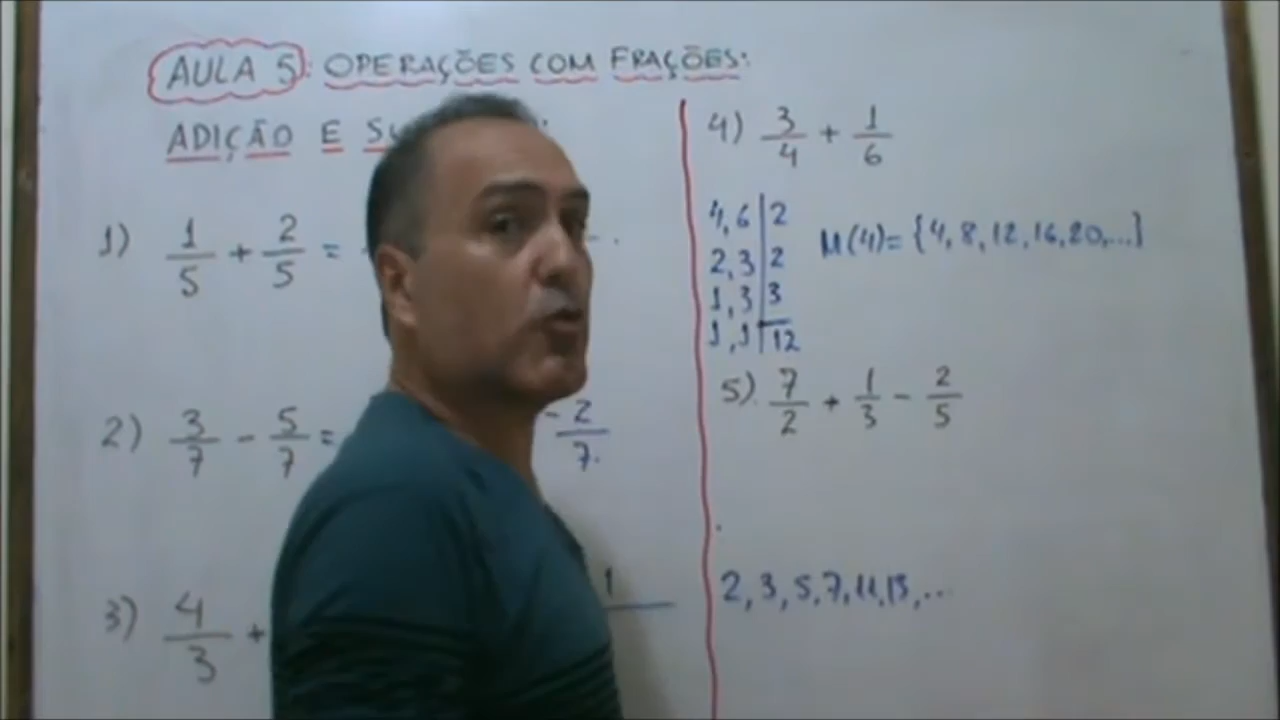 AULA 5: OPERAÇÕES COM FRAÇÕES:
ADIÇÃO E
1) 1/5 + 2/5 =
2) 3/7 - 5/7 = -2/7.
3) 4/3 +
1
4) 3/4 + 1/6
4, 6 | 2
2, 3 | 2
1, 3 | 3
1, 1 | 12
M(4)= {4, 8, 12, 16, 20, ...}
5) 7/2 + 1/3 - 2/5
2, 3, 5, 7, 11, 13, ...